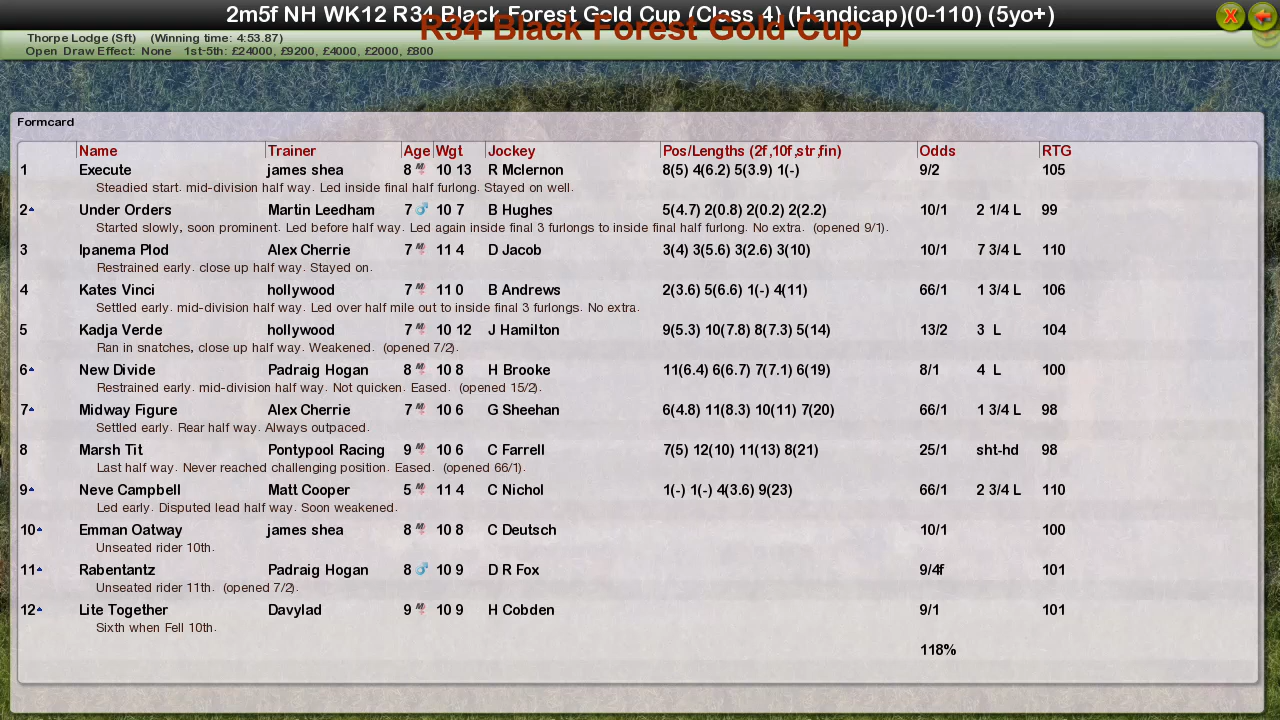 2m5f NH WK12 R34 Black Forest Gold Cup (Class 4) (Handicap)(0-110) (5yo+)
R34 Black Forest Gold Cup
Thorpe Lodge (Sft) (Winning time: 4:53.87)
Open Draw Effect: None 1st-5th: £24000, £9200, £4000, £2000, £800
Formcard
Name Trainer Age Wgt Jockey Pos/Lengths (2f,10f,str,fin) Odds RTG
1 Execute james shea 8 10 13 R Mclernon 8(5) 4(6.2) 5(3.9) 1(-) 9/2 105
Steadied start. mid-division half way. Led inside final half furlong. Stayed on well.
2 Under Orders Martin Leedham 7 10 7 B Hughes 5(4.7) 2(0.8) 2(0.2) 2(2.2) 10/1 2 1/4 L 99
Started slowly, soon prominent. Led before half way. Led again inside final 3 furlongs to inside final half furlong. No extra. (opened 9/1).
3 Ipanema Plod Alex Cherrie 7 11 4 D Jacob 3(4) 3(5.6) 3(2.6) 3(10) 10/1 7 3/4 L 110
Restrained early. close up half way. Stayed on.
4 Kates Vinci hollywood 7 11 0 B Andrews 2(3.6) 5(6.6) 1(-) 4(11) 66/1 1 3/4 L 106
Settled early. mid-division half way. Led over half mile out to inside final 3 furlongs. No extra.
5 Kadja Verde hollywood 7 10 12 J Hamilton 9(5.3) 10(7.8) 8(7.3) 5(14) 13/2 3 L 104
Ran in snatches, close up half way. Weakened. (opened 7/2).
6 New Divide Padraig Hogan 8 10 8 H Brooke 11(6.4) 6(6.7) 7(7.1) 6(19) 8/1 4 L 100
Restrained early. mid-division half way. Not quicken. Eased. (opened 15/2).
7 Midway Figure Alex Cherrie 7 10 6 G Sheehan 6(4.8) 11(8.3) 10(11) 7(20) 66/1 1 3/4 L 98
Settled early. Rear half way. Always outpaced.
8 Marsh Tit Pontypool Racing 9 10 6 C Farrell 7(5) 12(10) 11(13) 8(21) 25/1 sht-hd 98
Last half way. Never reached challenging position. Eased. (opened 66/1).
9 Neve Campbell Matt Cooper 5 11 4 C Nichol 1(-) 1(-) 4(3.6) 9(23) 66/1 2 3/4 L 110
Led early. Disputed lead half way. Soon weakened.
10 Emman Oatway james shea 8 10 8 C Deutsch 10/1 100
Unseated rider 10th.
11 Rabentantz Padraig Hogan 8 10 9 D R Fox 9/4f 101
Unseated rider 11th. (opened 7/2).
12 Lite Together Davylad 9 10 9 H Cobden 9/1 101
Sixth when Fell 10th.
118%